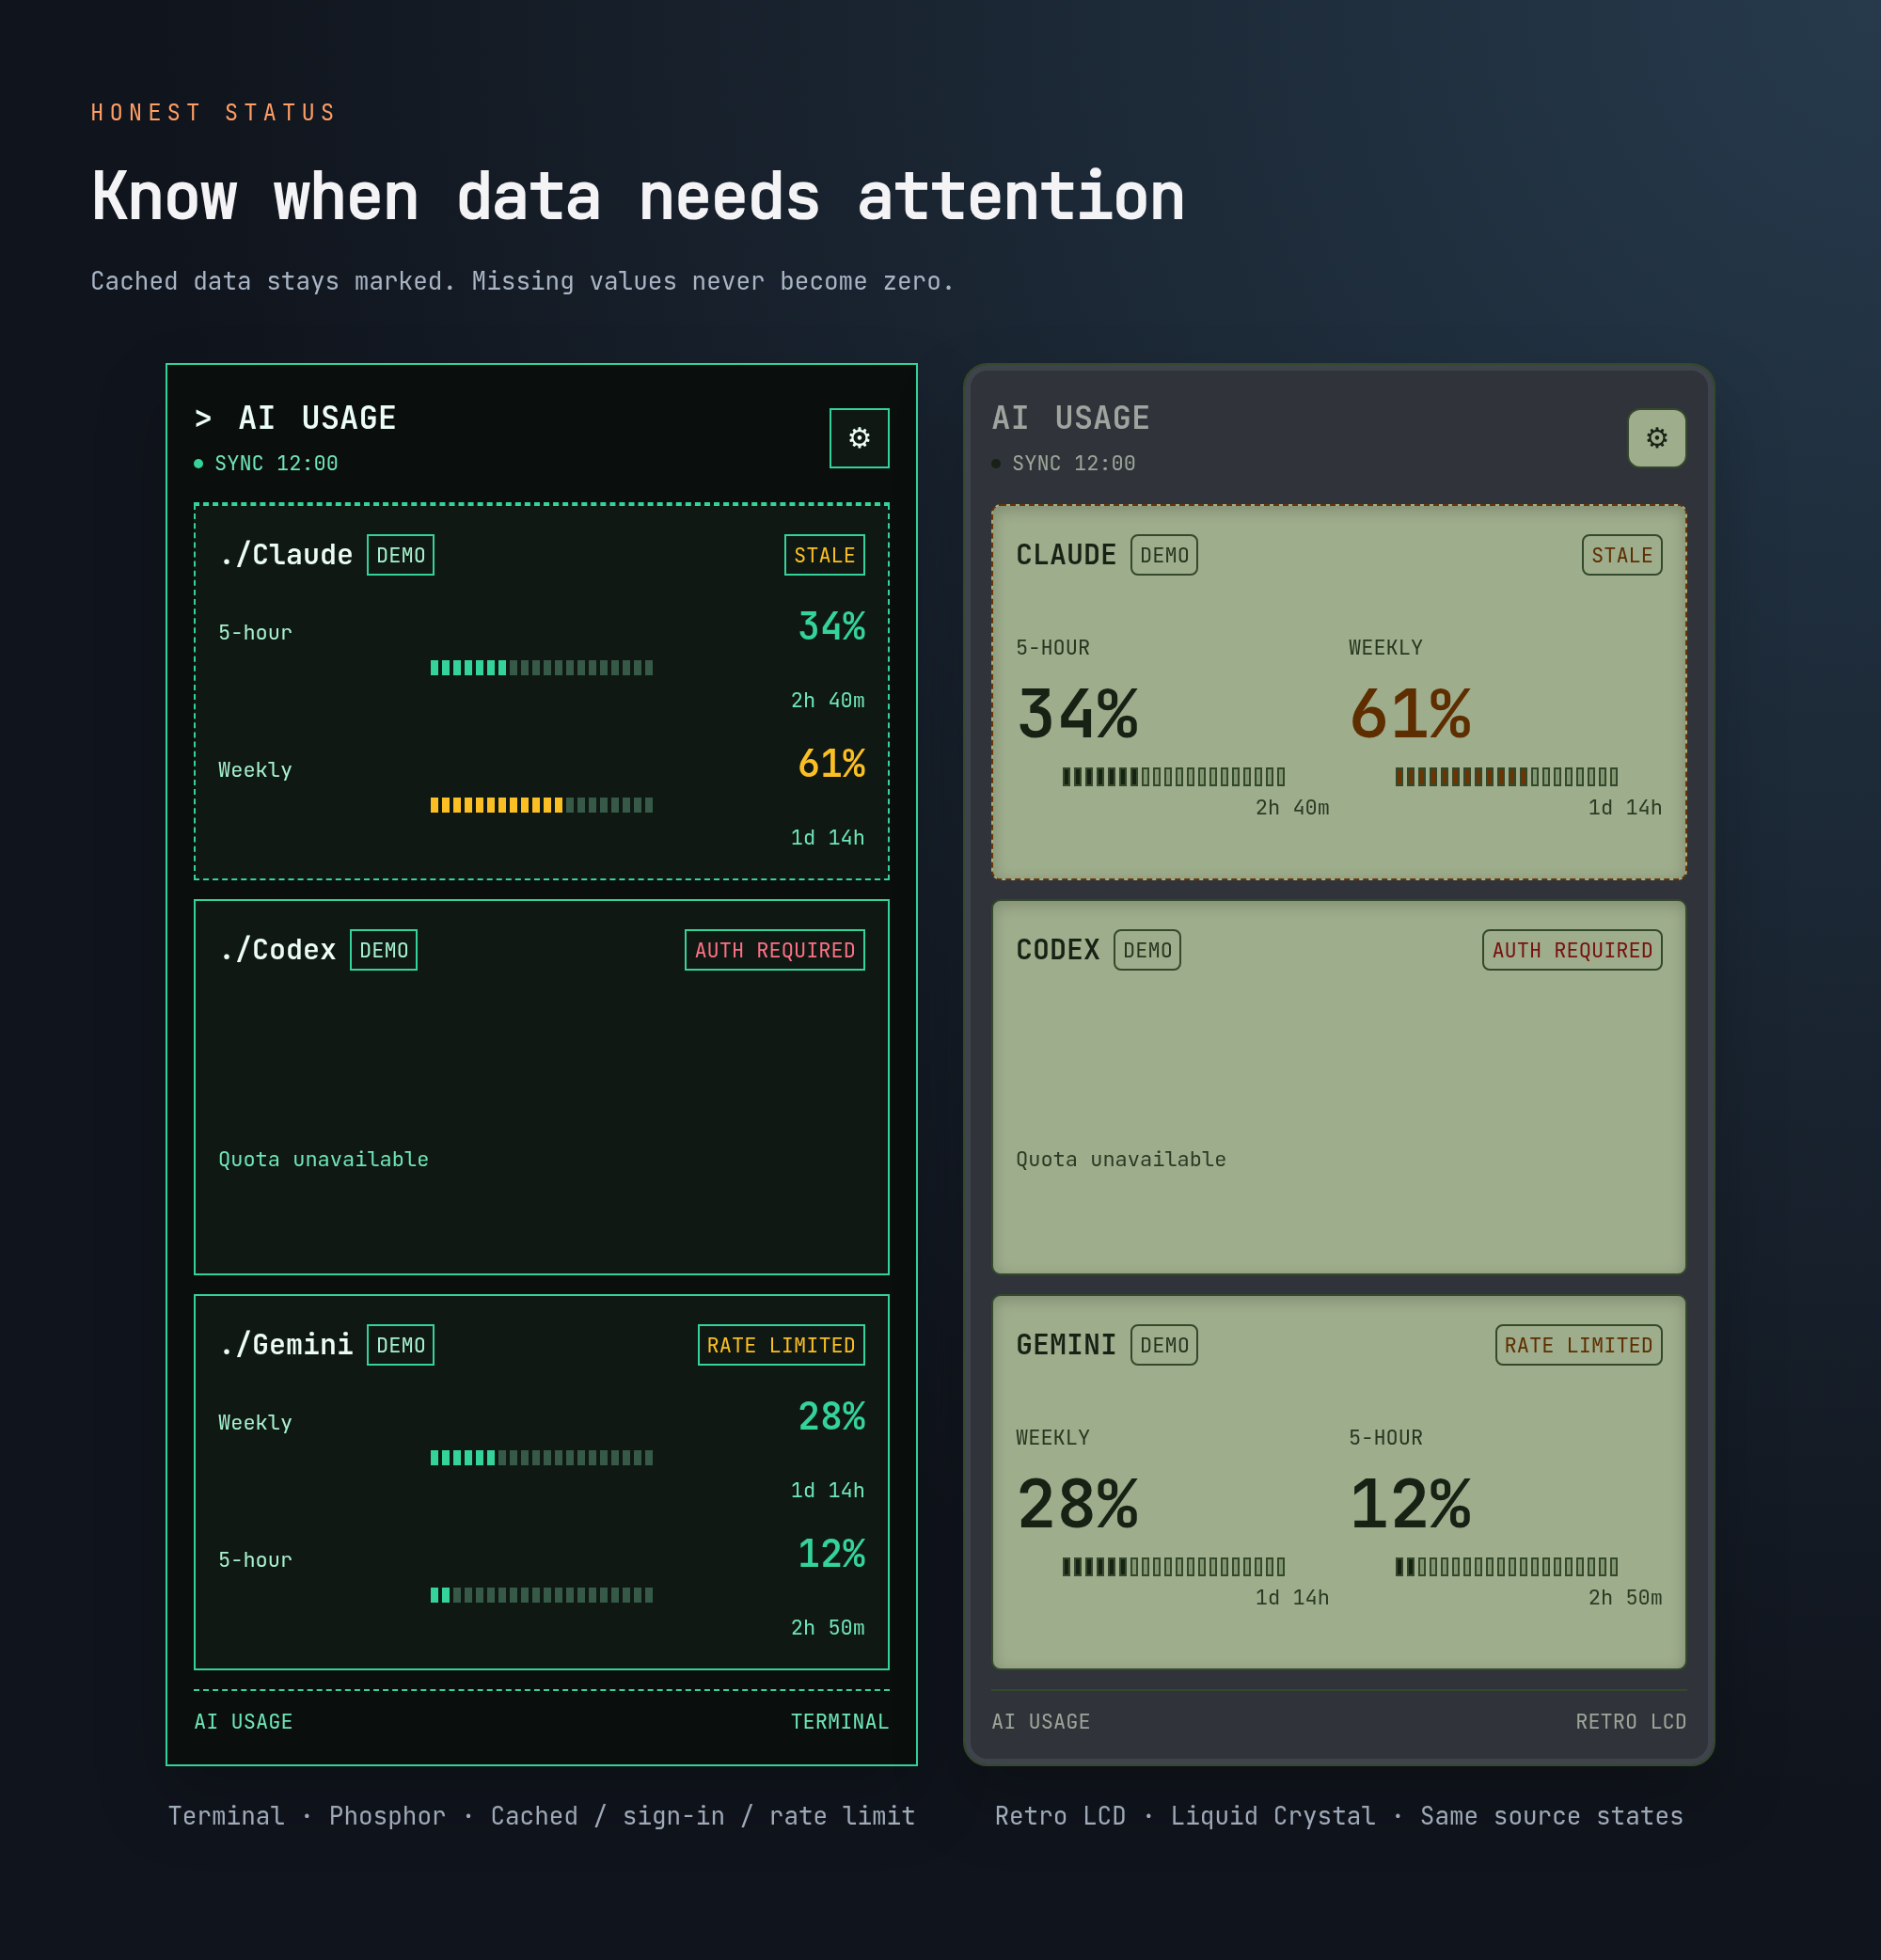 HONEST STATUS
Know when data needs attention
Cached data stays marked. Missing values never become zero.
> AI USAGE
SYNC 12:00
./Claude DEMO STALE
5-hour 34%
2h 40m
Weekly 61%
1d 14h
./Codex DEMO AUTH REQUIRED
Quota unavailable
./Gemini DEMO RATE LIMITED
Weekly 28%
1d 14h
5-hour 12%
2h 50m
AI USAGE TERMINAL
Terminal · Phosphor · Cached / sign-in / rate limit
AI USAGE
SYNC 12:00
CLAUDE DEMO STALE
5-HOUR WEEKLY
34% 61%
2h 40m 1d 14h
CODEX DEMO AUTH REQUIRED
Quota unavailable
GEMINI DEMO RATE LIMITED
WEEKLY 5-HOUR
28% 12%
1d 14h 2h 50m
AI USAGE RETRO LCD
Retro LCD · Liquid Crystal · Same source states